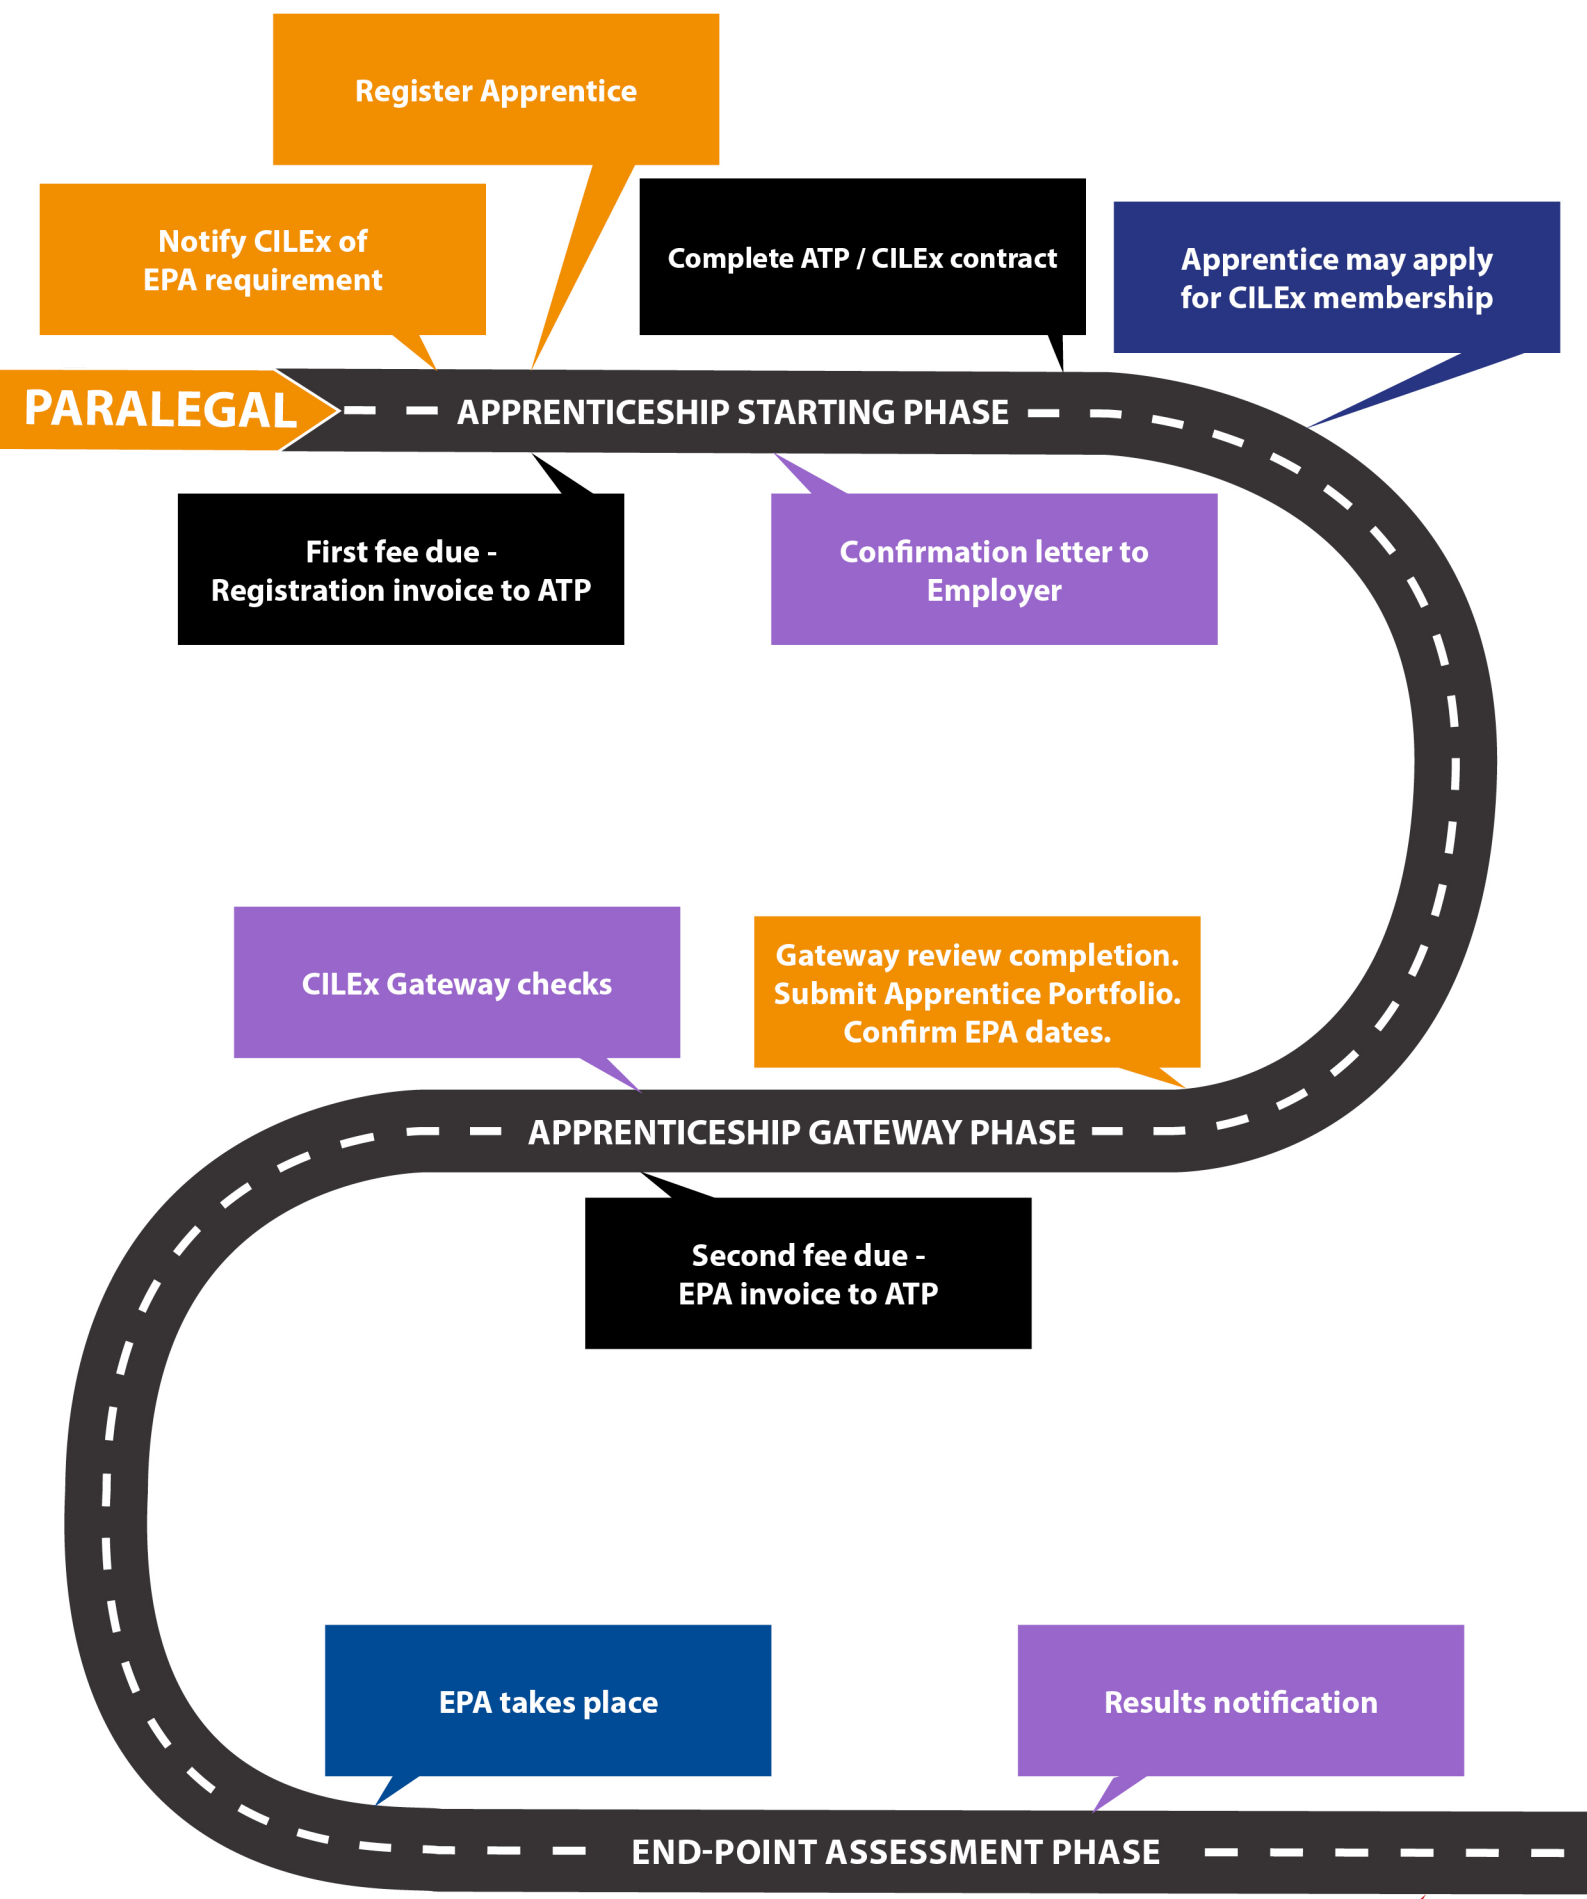 Register Apprentice
Notify CILEx of
EPA requirement
Complete ATP / CILEx contract
Apprentice may apply
for CILEx membership
PARALEGAL
APPRENTICESHIP STARTING PHASE
First fee due -
Registration invoice to ATP
Confirmation letter to
Employer
CILEx Gateway checks
Gateway review completion.
Submit Apprentice Portfolio.
Confirm EPA dates.
APPRENTICESHIP GATEWAY PHASE
Second fee due -
EPA invoice to ATP
EPA takes place
Results notification
END-POINT ASSESSMENT PHASE